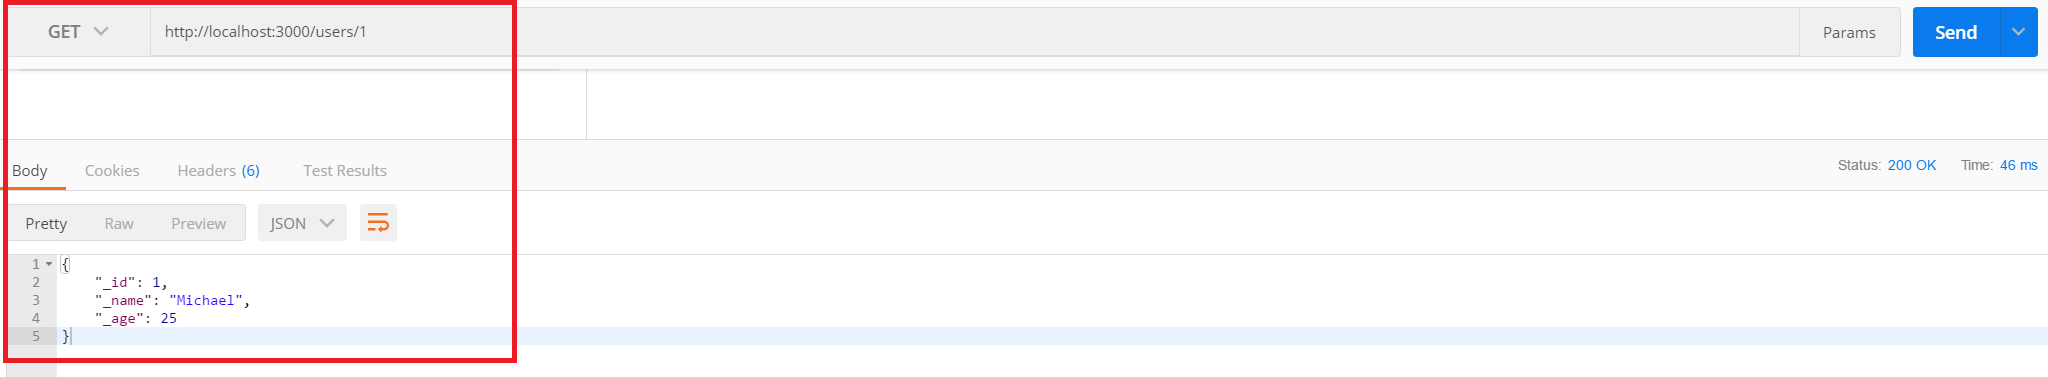 GET http://localhost:3000/users/1 Params Send
Body Cookies Headers (6) Test Results Status: 200 OK Time: 46 ms
Pretty Raw Preview JSON
1 {
2 "_id": 1,
3 "_name": "Michael",
4 "_age": 25
5 }